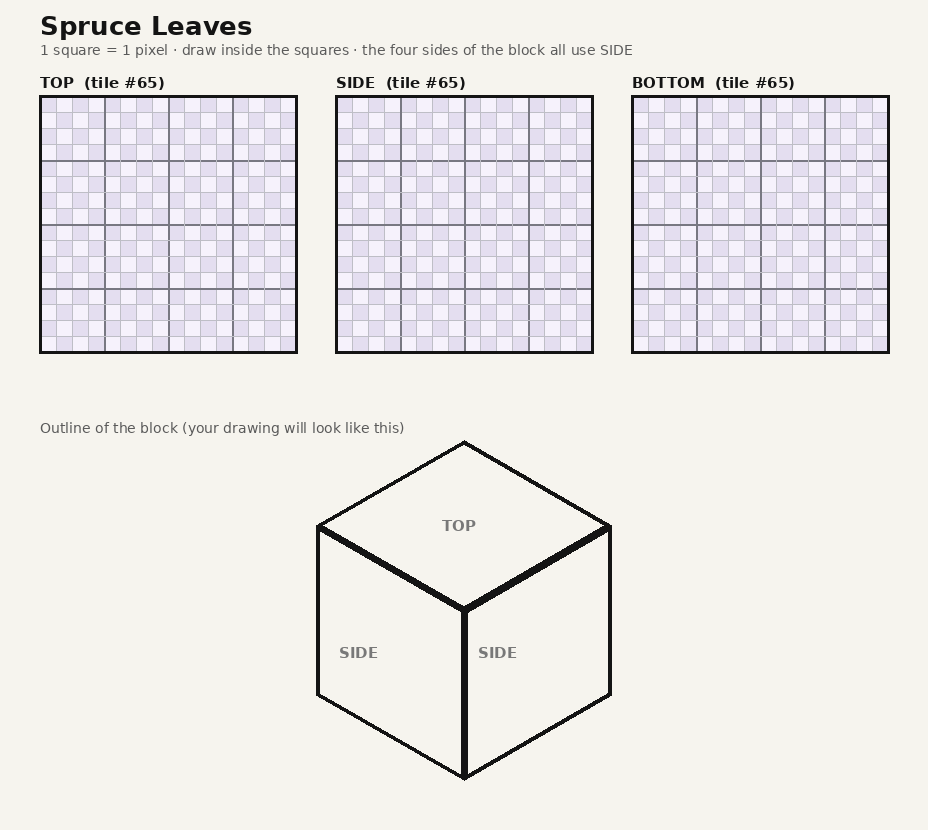 Spruce Leaves
1 square = 1 pixel · draw inside the squares · the four sides of the block all use SIDE
TOP (tile #65)
SIDE (tile #65)
BOTTOM (tile #65)
Outline of the block (your drawing will look like this)
TOP
SIDE
SIDE